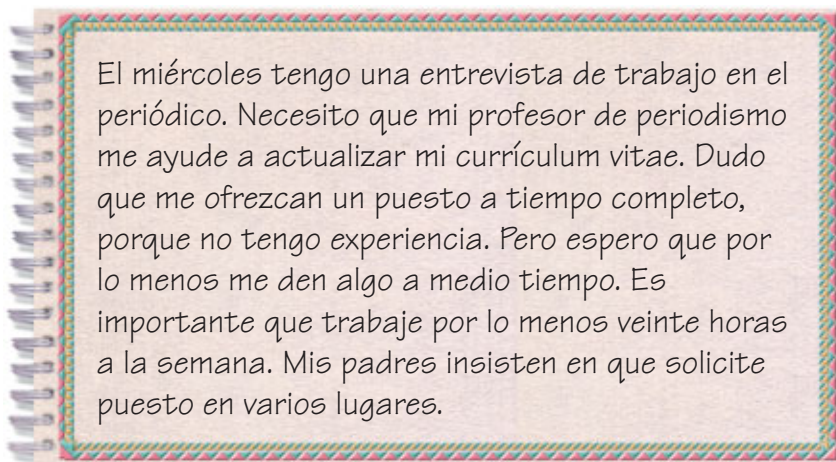 El miércoles tengo una entrevista de trabajo en el
periódico. Necesito que mi profesor de periodismo
me ayude a actualizar mi currículum vitae. Dudo
que me ofrezcan un puesto a tiempo completo,
porque no tengo experiencia. Pero espero que por
lo menos me den algo a medio tiempo. Es
importante que trabaje por lo menos veinte horas
a la semana. Mis padres insisten en que solicite
puesto en varios lugares.